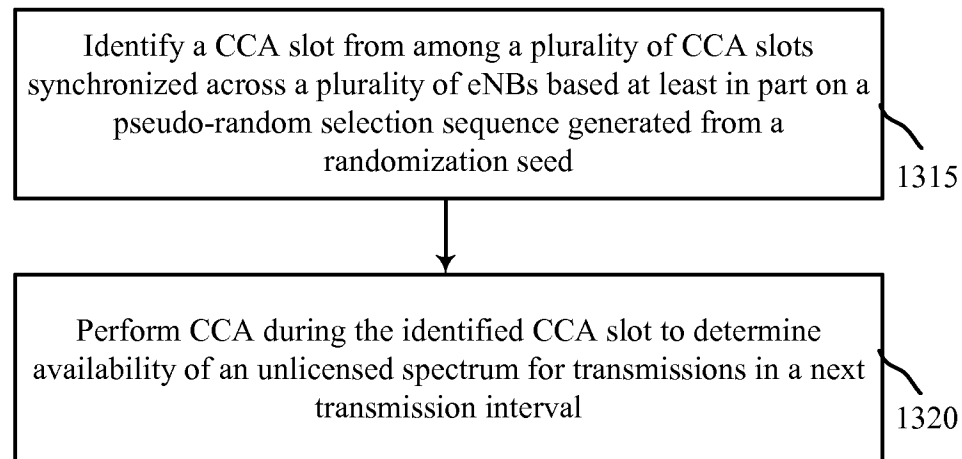 Identify a CCA slot from among a plurality of CCA slots
synchronized across a plurality of eNBs based at least in part on a
pseudo-random selection sequence generated from a
randomization seed
1315
Perform CCA during the identified CCA slot to determine
availability of an unlicensed spectrum for transmissions in a next
transmission interval
1320